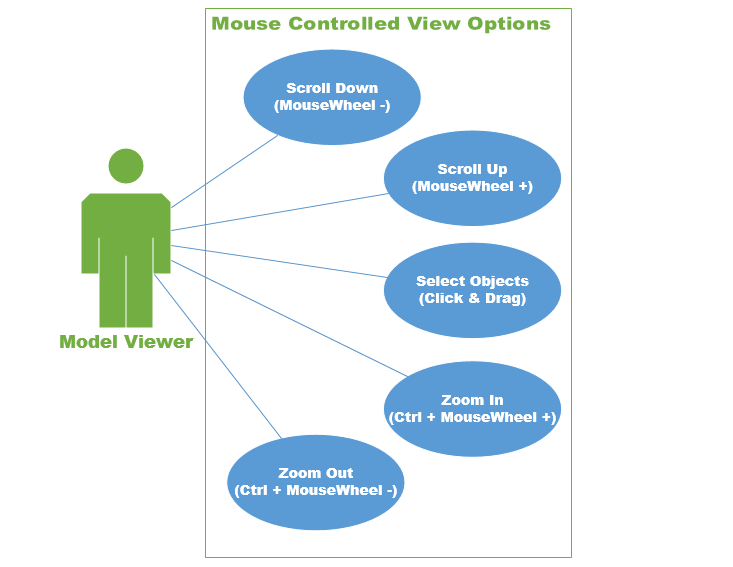 Mouse Controlled View Options
Scroll Down
(MouseWheel -)
Scroll Up
(MouseWheel +)
Select Objects
(Click & Drag)
Model Viewer
Zoom In
(Ctrl + MouseWheel +)
Zoom Out
(Ctrl + MouseWheel -)